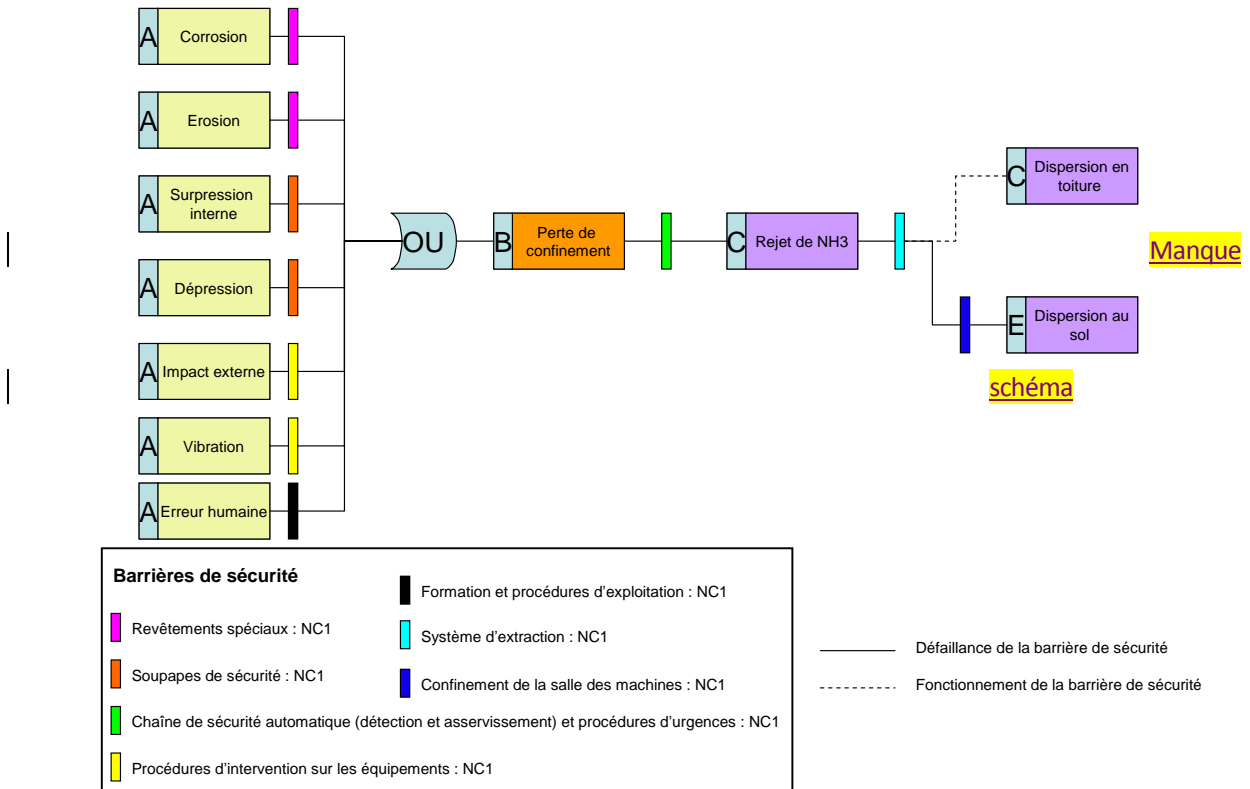 A Corrosion
A Erosion
A Surpression
interne
A Dépression
A Impact externe
A Vibration
A Erreur humaine
OU
B Perte de
confinement
C Rejet de NH3
C Dispersion en
toiture
E Dispersion au
sol
Manque
schéma
Barrières de sécurité
Revêtements spéciaux : NC1
Soupapes de sécurité : NC1
Chaîne de sécurité automatique (détection et asservissement) et procédures d'urgences : NC1
Procédures d'intervention sur les équipements : NC1
Formation et procédures d'exploitation : NC1
Système d'extraction : NC1
Confinement de la salle des machines : NC1
Défaillance de la barrière de sécurité
Fonctionnement de la barrière de sécurité